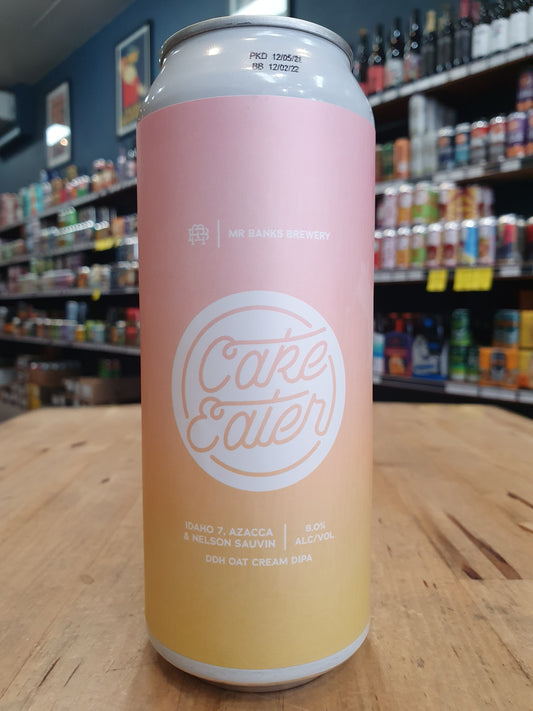 PKD 12/05/21
BB 12/02/22
MR BANKS BREWERY
Cake
Eater
IDAHO 7, AZACCA
& NELSON SAUVIN
8.0%
ALC/VOL
DDH OAT CREAM DIPA